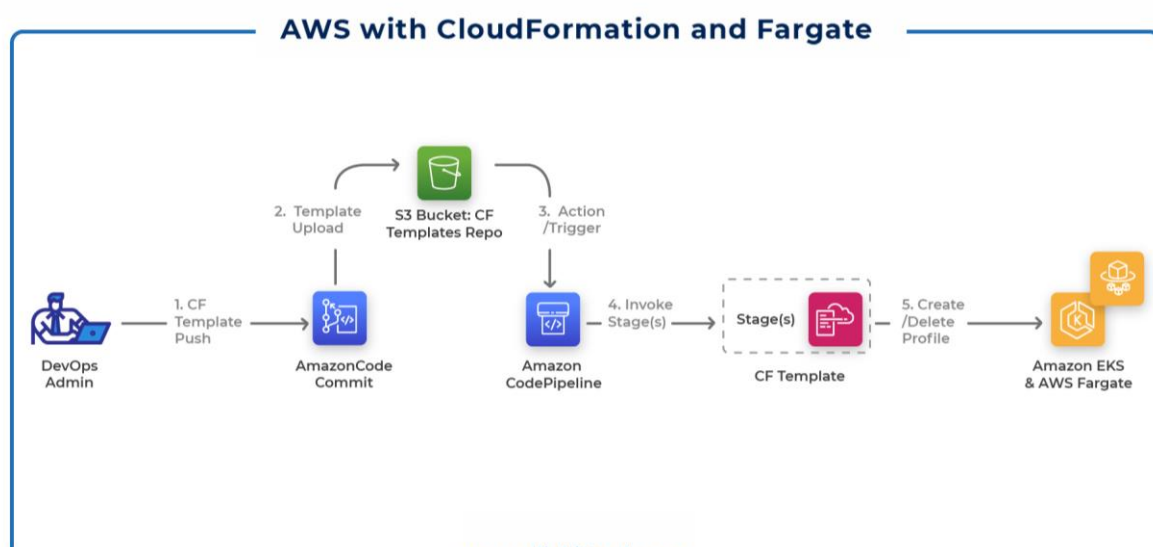 AWS with CloudFormation and Fargate
2. Template
Upload
S3 Bucket: CF
Templates Repo
3. Action
/Trigger
1. CF
Template
Push
4. Invoke
Stage(s)
Stage(s)
5. Create
/Delete
Profile
DevOps
Admin
AmazonCode
Commit
Amazon
CodePipeline
CF Template
Amazon EKS
& AWS Fargate